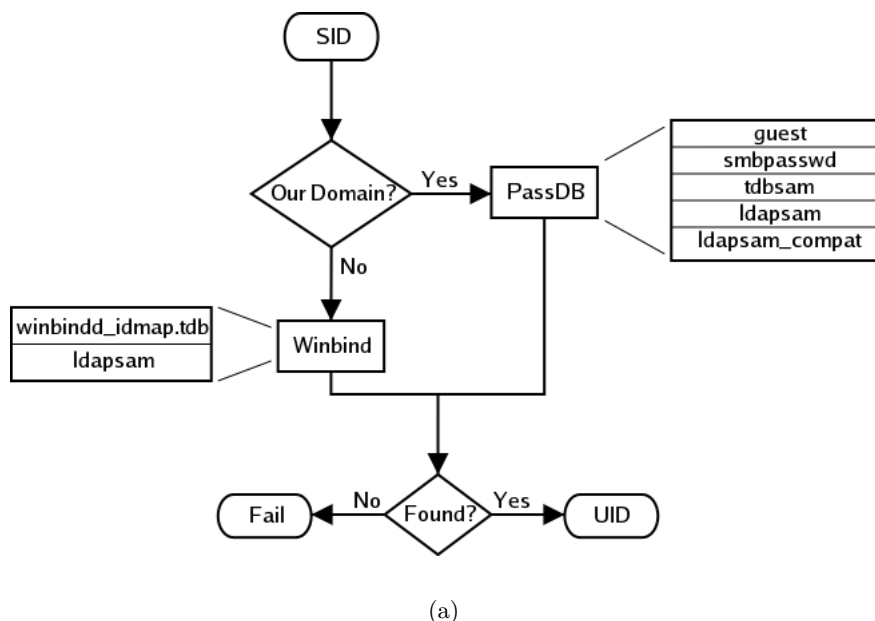 SID
Our Domain?
Yes
PassDB
guest
smbpasswd
tdbsam
ldapsam
ldapsam_compat
No
winbindd_idmap.tdb
ldapsam
Winbind
Fail
No
Found?
Yes
UID
(a)